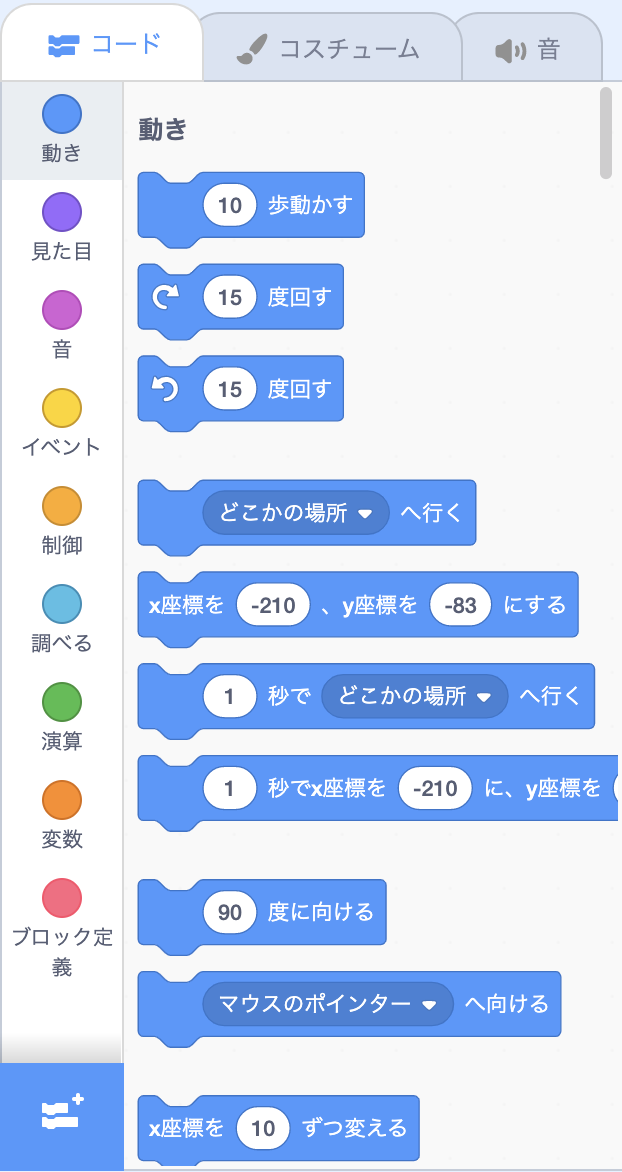 コード
コスチューム
音
動き
見た目
音
イベント
制御
調べる
演算
変数
ブロック定
義
動き
10 歩動かす
15 度回す
15 度回す
どこかの場所 へ行く
x座標を -210 、y座標を -83 にする
1 秒で どこかの場所 へ行く
1 秒でx座標を -210 に、y座標を
90 度に向ける
マウスのポインター へ向ける
x座標を 10 ずつ変える